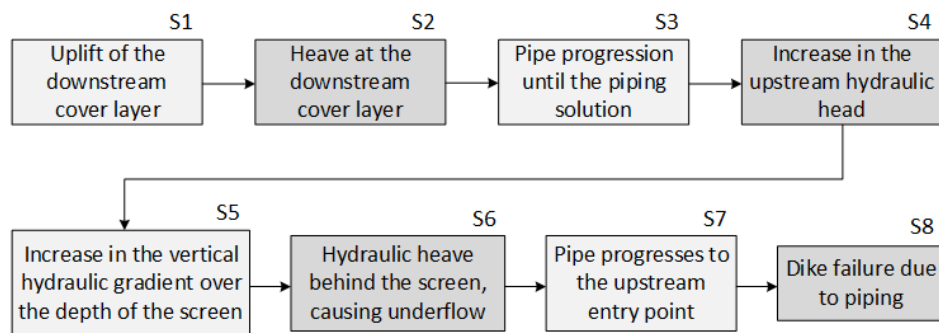 S1
Uplift of the
downstream
cover layer
S2
Heave at the
downstream
cover layer
S3
Pipe progression
until the piping
solution
S4
Increase in the
upstream hydraulic
head
S5
Increase in the vertical
hydraulic gradient over
the depth of the screen
S6
Hydraulic heave
behind the screen,
causing underflow
S7
Pipe progresses to
the upstream
entry point
S8
Dike failure due
to piping